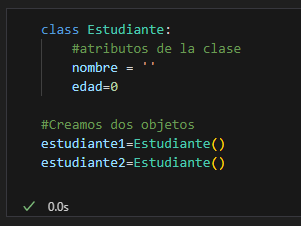 class Estudiante:
    #atributos de la clase
    nombre = ''
    edad=0
#Creamos dos objetos
estudiante1=Estudiante()
estudiante2=Estudiante()
0.0s